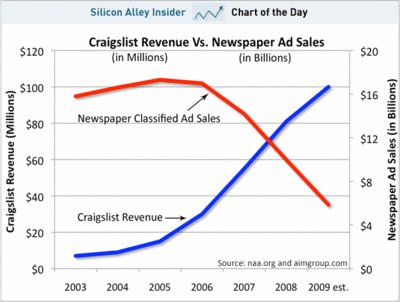 Silicon Alley Insider Chart of the Day
Craigslist Revenue Vs. Newspaper Ad Sales
(in Millions) (in Billions)
$120
$100
$80
$60
$40
$20
$0
Craigslist Revenue (Millions)
Newspaper Classified Ad Sales
Craigslist Revenue
$20
$16
$12
$8
$4
$0
Newspaper Ad Sales (in Billions)
Source: naa.org and aimgroup.com
2003 2004 2005 2006 2007 2008 2009 est.